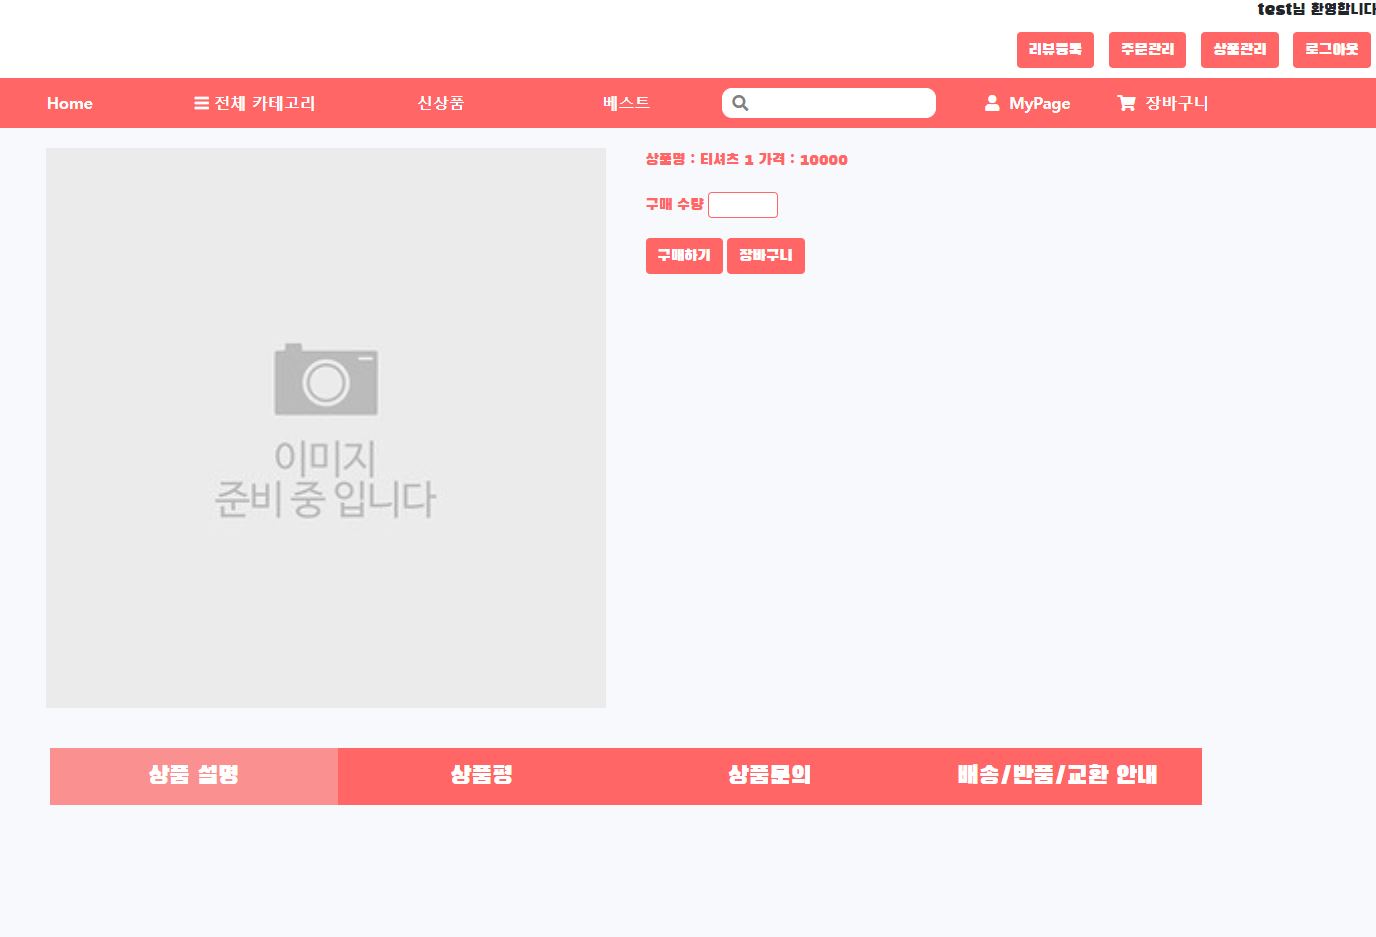 test님 환영합니다
리뷰등록 주문관리 상품관리 로그아웃
Home 전체 카테고리 신상품 베스트 MyPage 장바구니
상품명 : 티셔츠 1 가격 : 10000
구매 수량
구매하기 장바구니
이미지
준비 중 입니다
상품 설명 상품평 상품문의 배송/반품/교환 안내